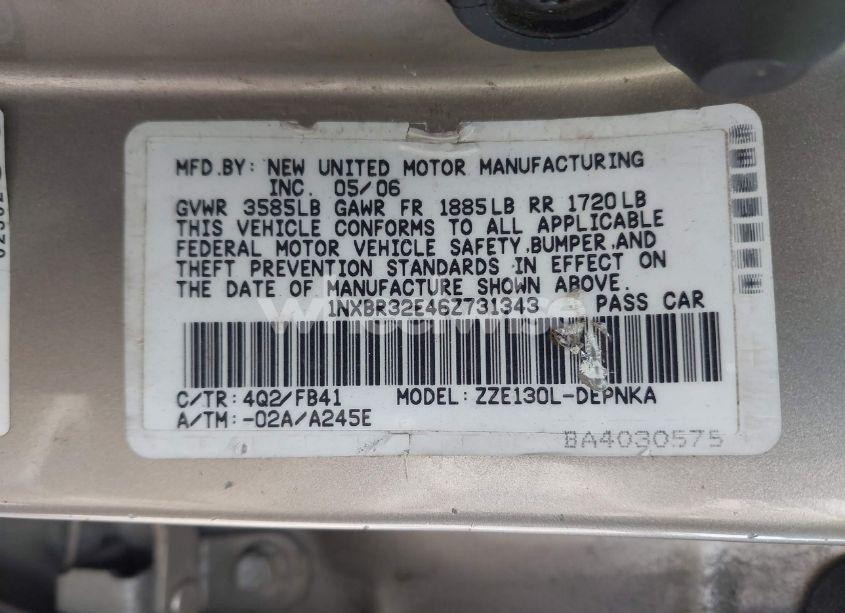 MFD.BY: NEW UNITED MOTOR MANUFACTURING
INC. 05/06
GVWR 3585LB GAWR FR 1885LB RR 1720LB
THIS VEHICLE CONFORMS TO ALL APPLICABLE
FEDERAL MOTOR VEHICLE SAFETY,BUMPER,AND
THEFT PREVENTION STANDARDS IN EFFECT ON
THE DATE OF MANUFACTURE SHOWN ABOVE.
1NXBR32E46Z731343 PASS CAR
C/TR: 4Q2/FB41 MODEL: ZZE130L-DEPNKA
A/TM: -02A/A245E
BA4030575